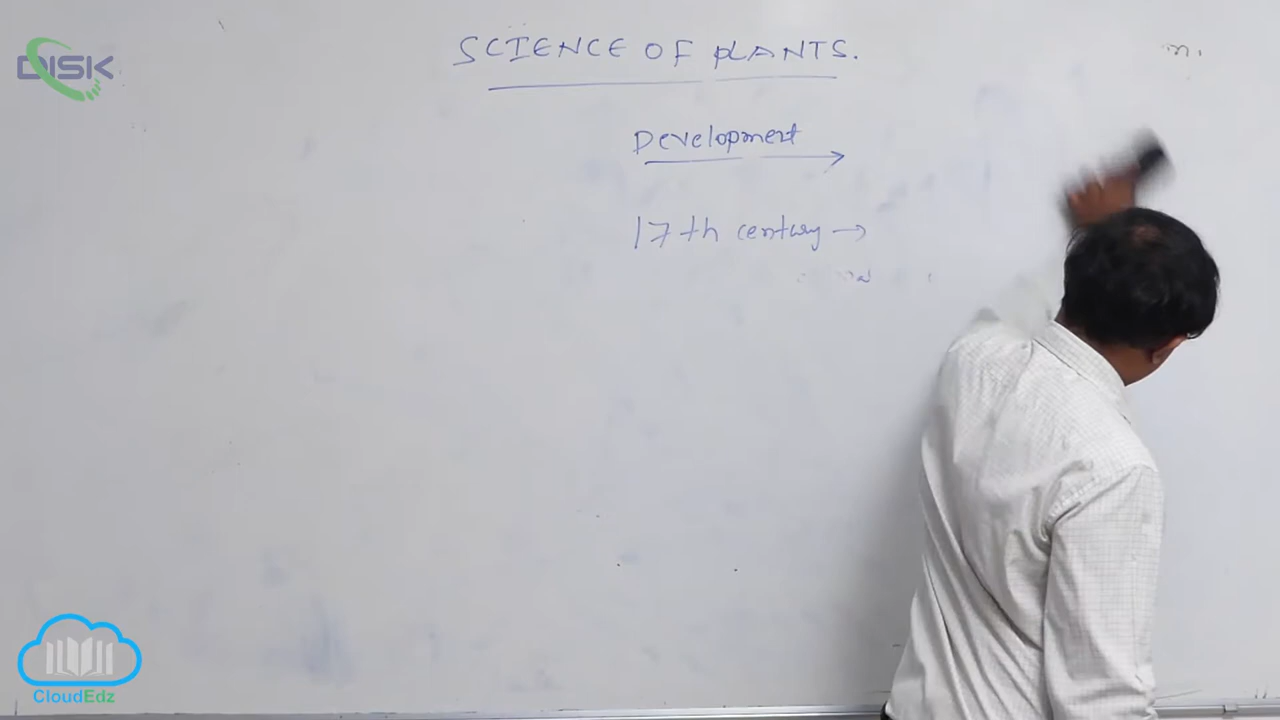 DISK
SCIENCE OF PLANTS.
Development →
17th century →
CloudEdz